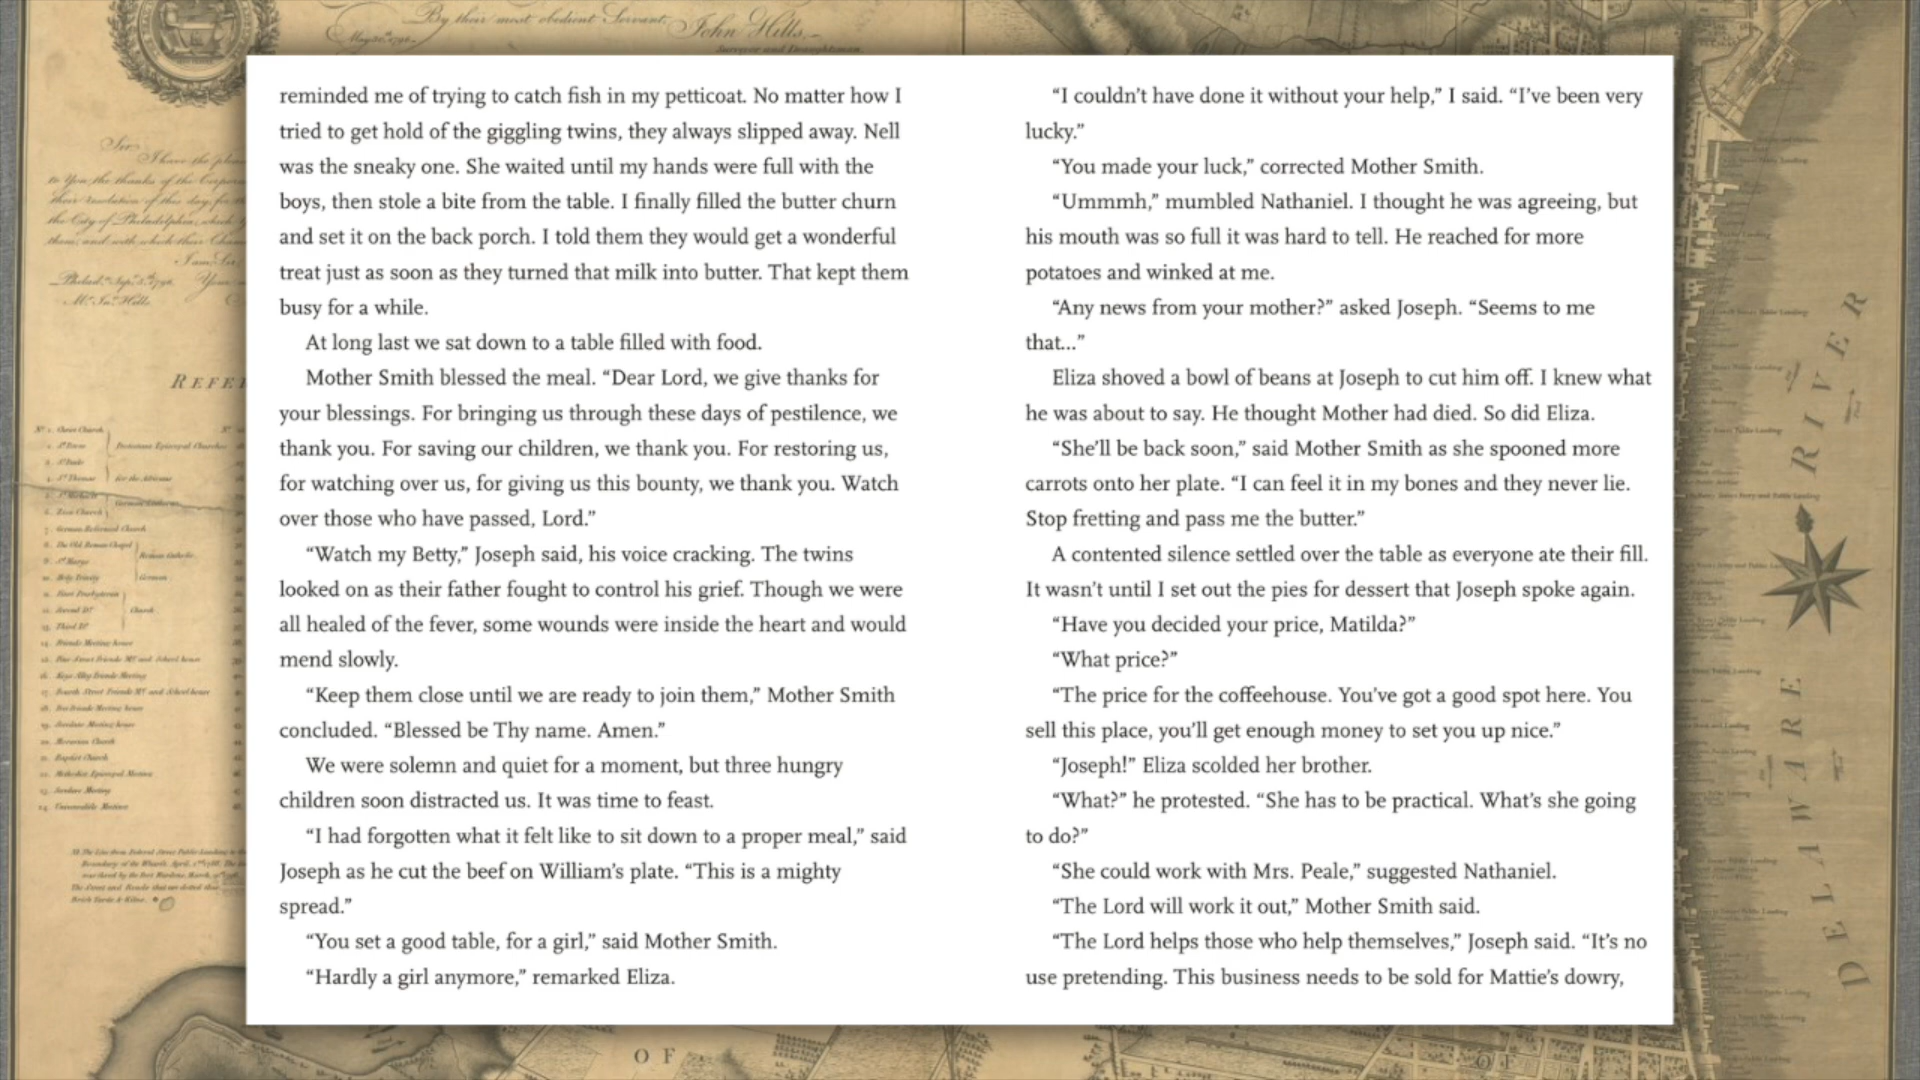 By their most obedient Servant,
John Hills,
Surveyor and Draughtsman
reminded me of trying to catch fish in my petticoat. No matter how I
tried to get hold of the giggling twins, they always slipped away. Nell
was the sneaky one. She waited until my hands were full with the
boys, then stole a bite from the table. I finally filled the butter churn
and set it on the back porch. I told them they would get a wonderful
treat just as soon as they turned that milk into butter. That kept them
busy for a while.
At long last we sat down to a table filled with food.
Mother Smith blessed the meal. “Dear Lord, we give thanks for
your blessings. For bringing us through these days of pestilence, we
thank you. For saving our children, we thank you. For restoring us,
for watching over us, for giving us this bounty, we thank you. Watch
over those who have passed, Lord.”
“Watch my Betty,” Joseph said, his voice cracking. The twins
looked on as their father fought to control his grief. Though we were
all healed of the fever, some wounds were inside the heart and would
mend slowly.
“Keep them close until we are ready to join them,” Mother Smith
concluded. “Blessed be Thy name. Amen.”
We were solemn and quiet for a moment, but three hungry
children soon distracted us. It was time to feast.
“I had forgotten what it felt like to sit down to a proper meal,” said
Joseph as he cut the beef on William’s plate. “This is a mighty
spread.”
“You set a good table, for a girl,” said Mother Smith.
“Hardly a girl anymore,” remarked Eliza.
“I couldn’t have done it without your help,” I said. “I’ve been very
lucky.”
“You made your luck,” corrected Mother Smith.
“Ummmh,” mumbled Nathaniel. I thought he was agreeing, but
his mouth was so full it was hard to tell. He reached for more
potatoes and winked at me.
“Any news from your mother?” asked Joseph. “Seems to me
that...”
Eliza shoved a bowl of beans at Joseph to cut him off. I knew what
he was about to say. He thought Mother had died. So did Eliza.
“She’ll be back soon,” said Mother Smith as she spooned more
carrots onto her plate. “I can feel it in my bones and they never lie.
Stop fretting and pass me the butter.”
A contented silence settled over the table as everyone ate their fill.
It wasn’t until I set out the pies for dessert that Joseph spoke again.
“Have you decided your price, Matilda?”
“What price?”
“The price for the coffeehouse. You’ve got a good spot here. You
sell this place, you’ll get enough money to set you up nice.”
“Joseph!” Eliza scolded her brother.
“What?” he protested. “She has to be practical. What’s she going
to do?”
“She could work with Mrs. Peale,” suggested Nathaniel.
“The Lord will work it out,” Mother Smith said.
“The Lord helps those who help themselves,” Joseph said. “It’s no
use pretending. This business needs to be sold for Mattie’s dowry,
DELAWARE RIVER
OF
OF